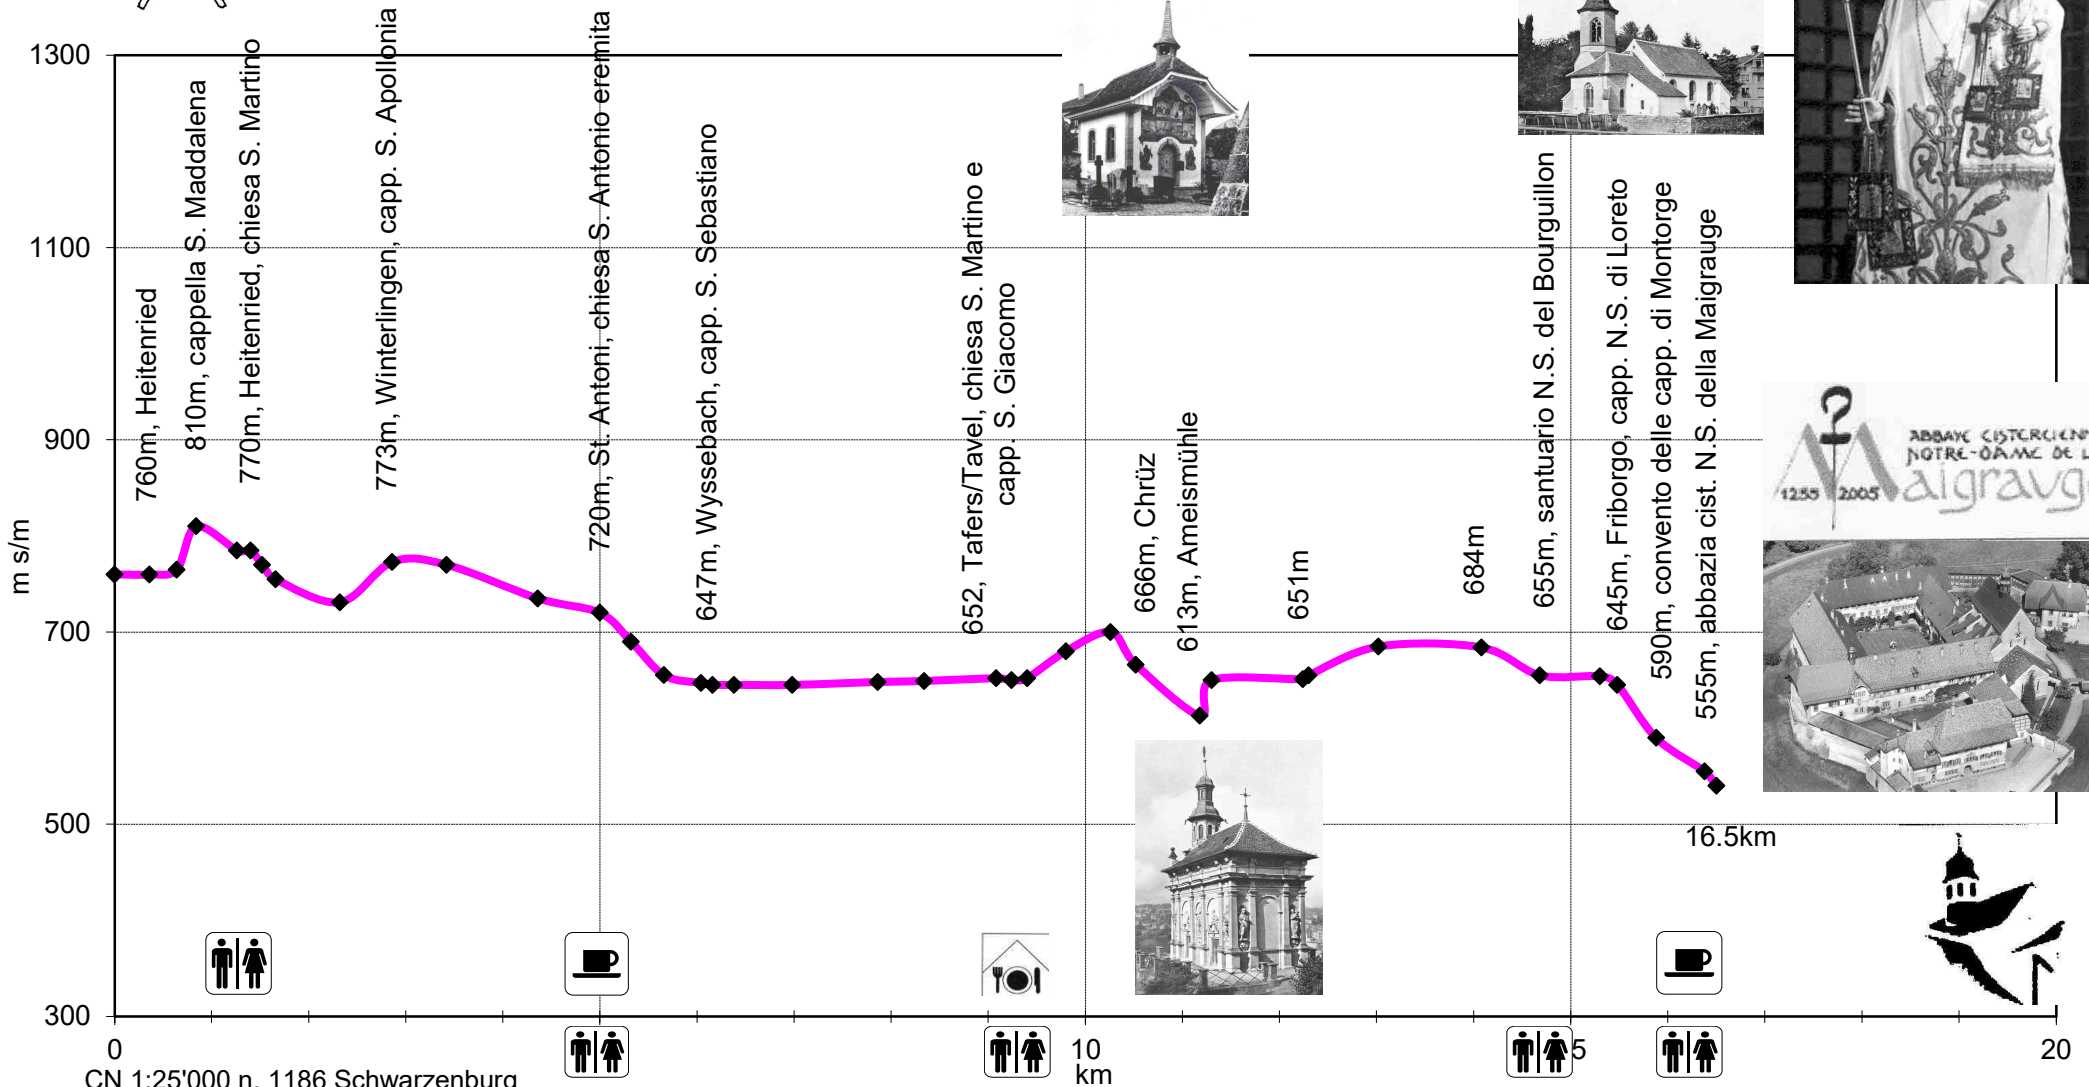 1300
1100
900
700
500
300
m s/m
760m, Heitenried
810m, cappella S. Maddalena
770m, Heitenried, chiesa S. Martino
773m, Winterlingen, capp. S. Apollonia
720m, St. Antoni, chiesa S. Antonio eremita
647m, Wyssebach, capp. S. Sebastiano
652, Tafers/Tavel, chiesa S. Martino e
capp. S. Giacomo
666m, Chrüz
613m, Ameismühle
651m
684m
655m, santuario N.S. del Bourguillon
645m, Friborgo, capp. N.S. di Loreto
590m, convento delle capp. di Montorge
555m, abbazia cist. N.S. della Maigrauge
ABBAYE CISTERCIENN
NOTRE-DAME DE L
Maigraug
1255 2005
16.5km
0
10
5
20
km
CN 1:25'000 n. 1186 Schwarzenburg